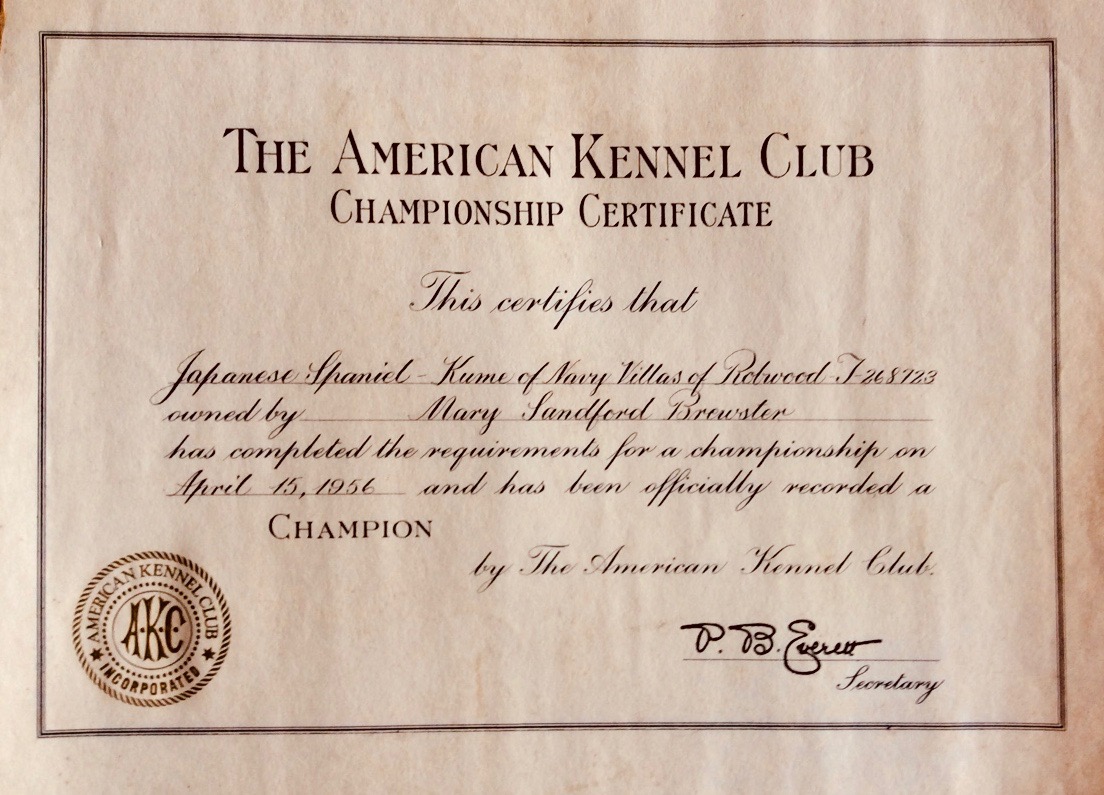 THE AMERICAN KENNEL CLUB
CHAMPIONSHIP CERTIFICATE
This certifies that
Japanese Spaniel - Kume of Navy Villas of Robwood - T-268723
owned by Mary Sandford Brewster
has completed the requirements for a championship on
April 15, 1956 and has been officially recorded a
CHAMPION
by The American Kennel Club.
AMERICAN KENNEL CLUB
A·K·C
INCORPORATED
P. B. Everett
Secretary